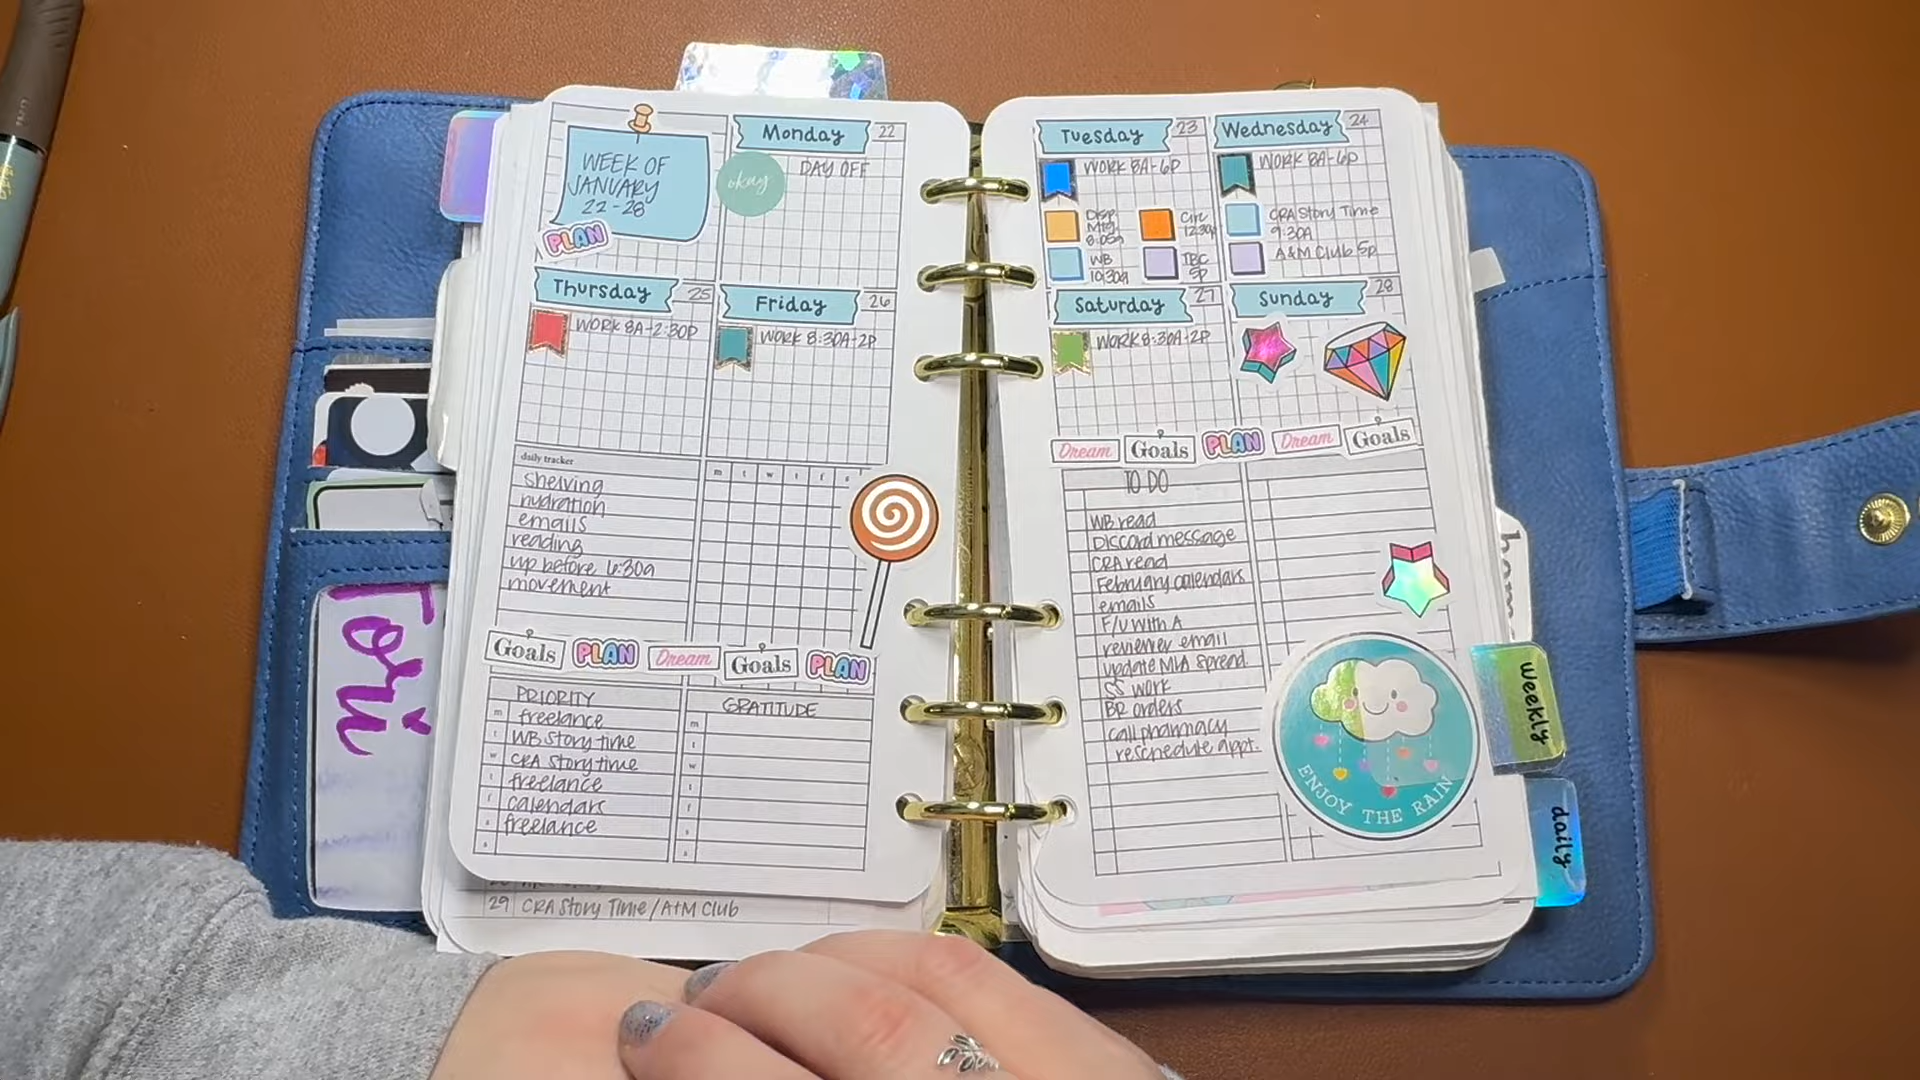 WEEK OF
JANUARY
22-28
PLAN
Monday 22
okay
DAY OFF
Thursday 25
WORK 8A-2:30P
Friday 26
WORK 8:30A-2P
daily tracker
m t w t f s
shelving
hydration
emails
reading
up before 6:30a
movement
Goals PLAN Dream Goals PLAN
PRIORITY
m freelance
t WB Story time
w CRA Story time
t freelance
f calendars
s freelance
s
GRATITUDE
m
t
w
t
f
s
s
29 CRA Story Time/A+M Club
Tori
Tuesday 23
WORK 8A-6P
Disp
Mtg
8:05a
Circ
12:30p
WB
10:30a
TBC
5p
Wednesday 24
WORK 8A-6P
CRA Story Time
9:30A
A&M Club 5p
Saturday 27
WORK 8:30A-2P
Sunday 28
Dream Goals PLAN Dream Goals
TO DO
WB read
Discord message
CRA read
February calendars
emails
F/U with A
reviewer email
update MIA spread
SS work
BR orders
call pharmacy
reschedule appt.
ENJOY THE RAIN
weekly
daily